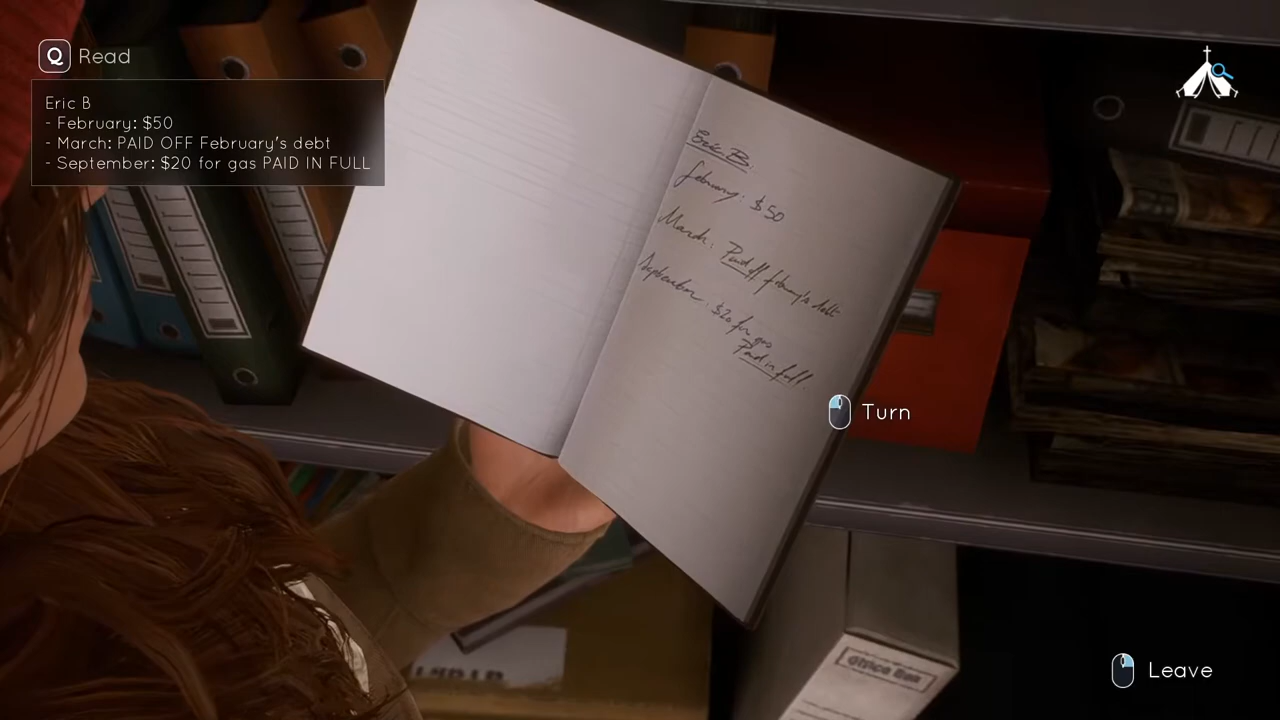 Q Read
Eric B
- February: $50
- March: PAID OFF February's debt
- September: $20 for gas PAID IN FULL
Eric B.
February: $50
March: Paid off february's debt
September: $20 for gas
Paid in full
Turn
Office Box
Leave